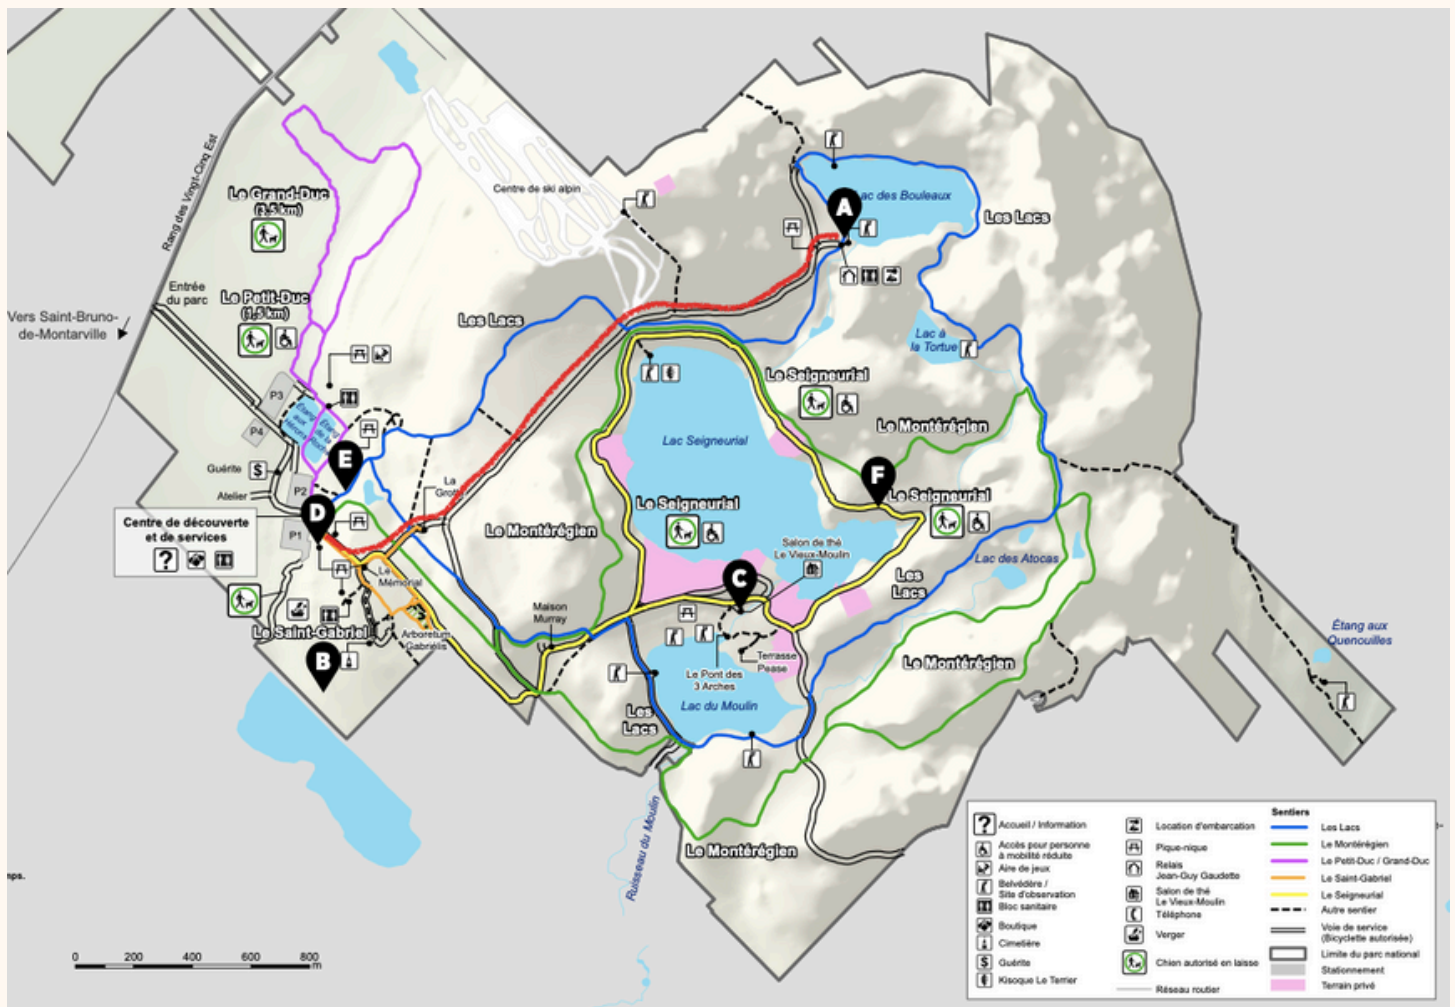 Rang des Vingt-Cinq Est
Le Grand-Duc
(3,5 km)
Centre de ski alpin
Lac des Bouleaux
A
Les Lacs
Entrée
du parc
Le Petit-Duc
(1,5 km)
Vers Saint-Bruno-
de-Montarville
Les Lacs
Lac à
la Tortue
Le Seigneurial
P3
P4
Étang
aux
Lac Seigneurial
Le Montérégien
E
Guérite
$
Atelier
P2
La
F
Le Seigneurial
Le Seigneurial
D
Centre de découverte
et de services
?
P1
Le Montérégien
Salon de thé
Le Vieux-Moulin
Lac des Atocas
C
Les
Lacs
Le
Mémorial
Maison
Murray
Le Saint-Gabriel
Arboretum
Gabriélis
B
Étang aux
Quenouilles
Terrasse
Pease
Le Pont des
3 Arches
Le Montérégien
Lac du Moulin
Les
Lacs
Ruisseau du Moulin
Le Montérégien
mps.
0 200 400 600 800
m
?
Accueil / Information
Accès pour personne
à mobilité réduite
Aire de jeux
Belvédère /
Site d'observation
Bloc sanitaire
Boutique
Cimetière
$
Guérite
Kisoque Le Terrier
Location d'embarcation
Pique-nique
Relais
Jean-Guy Gaudette
Salon de thé
Le Vieux-Moulin
Téléphone
Verger
Chien autorisé en laisse
Réseau routier
Sentiers
Les Lacs
Le Montérégien
Le Petit-Duc / Grand-Duc
Le Saint-Gabriel
Le Seigneurial
Autre sentier
Voie de service
(Bicyclette autorisée)
Limite du parc national
Stationnement
Terrain privé